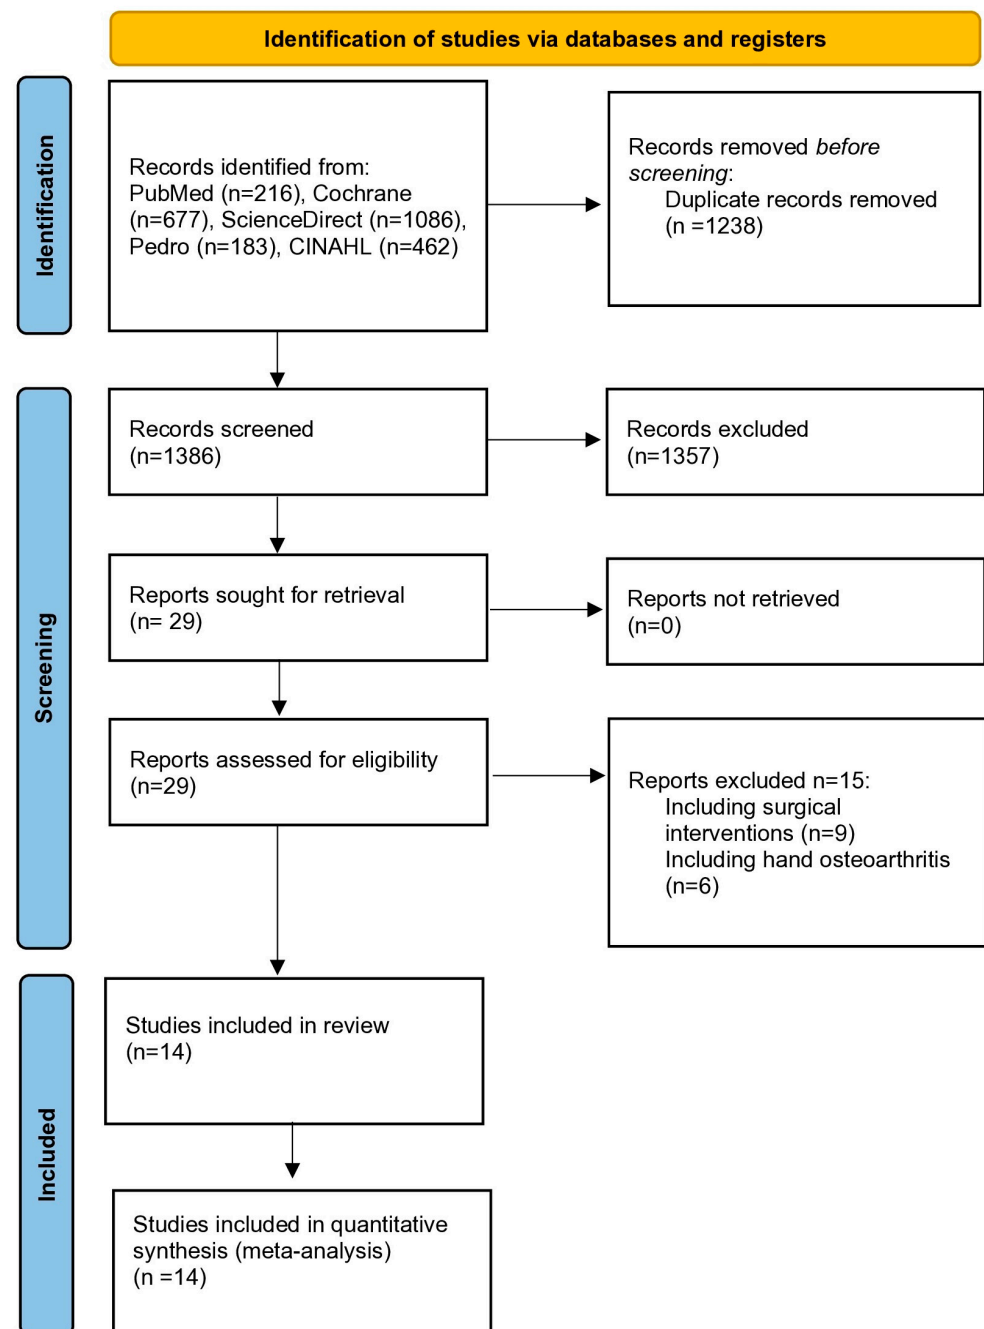 Identification of studies via databases and registers
Identification
Records identified from:
PubMed (n=216), Cochrane
(n=677), ScienceDirect (n=1086),
Pedro (n=183), CINAHL (n=462)
Records removed before
screening:
Duplicate records removed
(n =1238)
Screening
Records screened
(n=1386)
Records excluded
(n=1357)
Reports sought for retrieval
(n= 29)
Reports not retrieved
(n=0)
Reports assessed for eligibility
(n=29)
Reports excluded n=15:
Including surgical
interventions (n=9)
Including hand osteoarthritis
(n=6)
Included
Studies included in review
(n=14)
Studies included in quantitative
synthesis (meta-analysis)
(n =14)